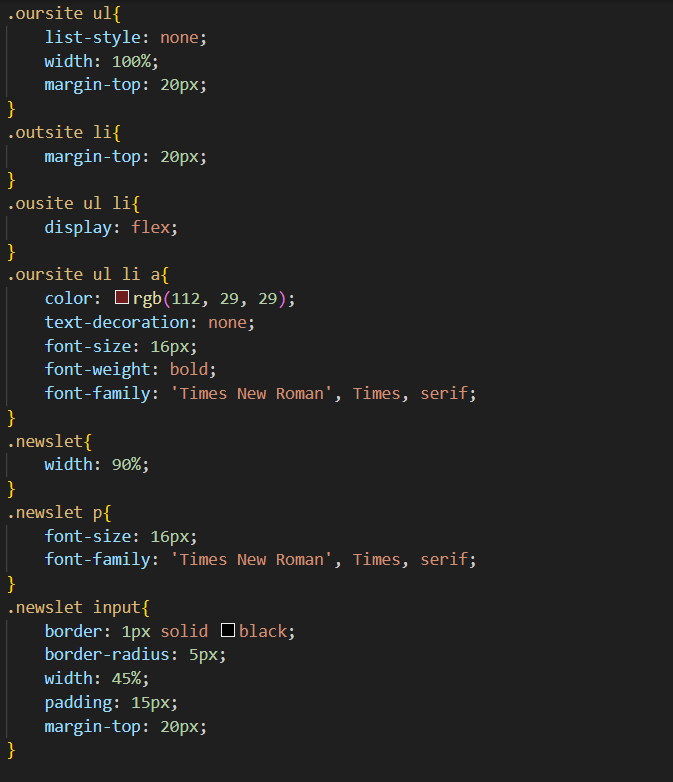 .oursite ul{
    list-style: none;
    width: 100%;
    margin-top: 20px;
}
.outsite li{
    margin-top: 20px;
}
.ousite ul li{
    display: flex;
}
.oursite ul li a{
    color: rgb(112, 29, 29);
    text-decoration: none;
    font-size: 16px;
    font-weight: bold;
    font-family: 'Times New Roman', Times, serif;
}
.newslet{
    width: 90%;
}
.newslet p{
    font-size: 16px;
    font-family: 'Times New Roman', Times, serif;
}
.newslet input{
    border: 1px solid black;
    border-radius: 5px;
    width: 45%;
    padding: 15px;
    margin-top: 20px;
}